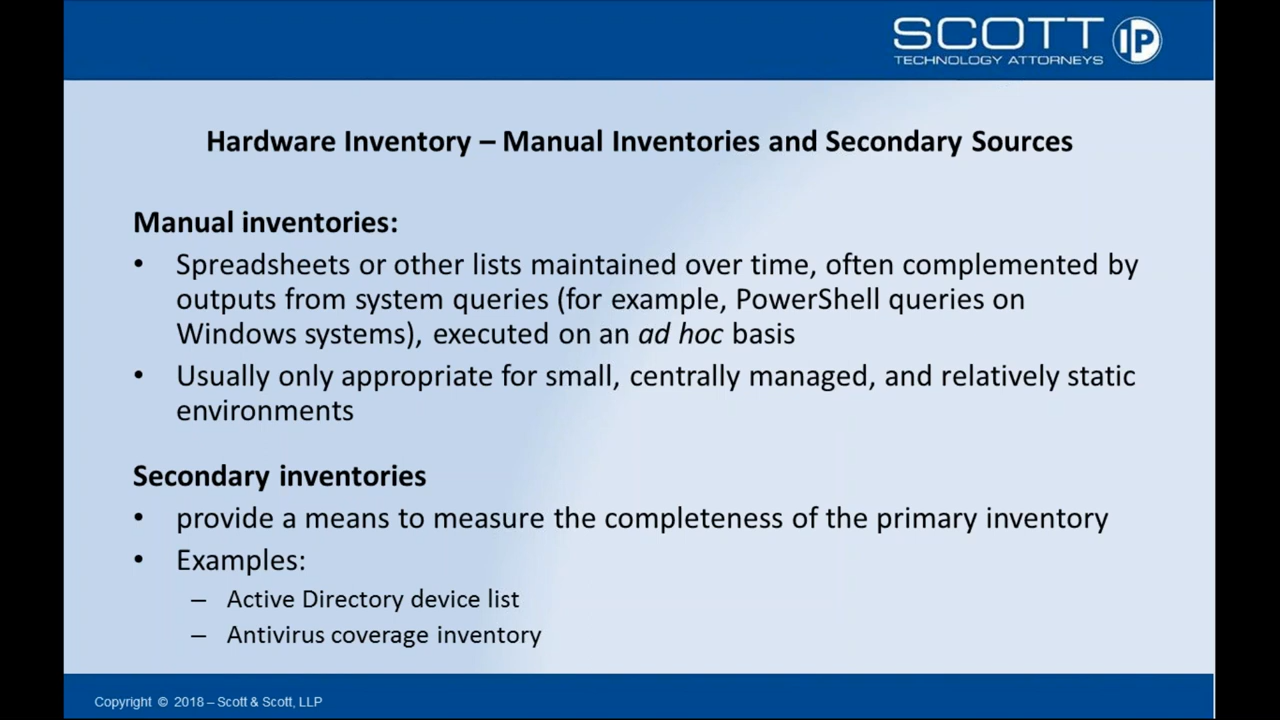 SCOTT IP
TECHNOLOGY ATTORNEYS
Hardware Inventory – Manual Inventories and Secondary Sources
Manual inventories:
• Spreadsheets or other lists maintained over time, often complemented by
outputs from system queries (for example, PowerShell queries on
Windows systems), executed on an ad hoc basis
• Usually only appropriate for small, centrally managed, and relatively static
environments
Secondary inventories
• provide a means to measure the completeness of the primary inventory
• Examples:
– Active Directory device list
– Antivirus coverage inventory
Copyright © 2018 – Scott & Scott, LLP